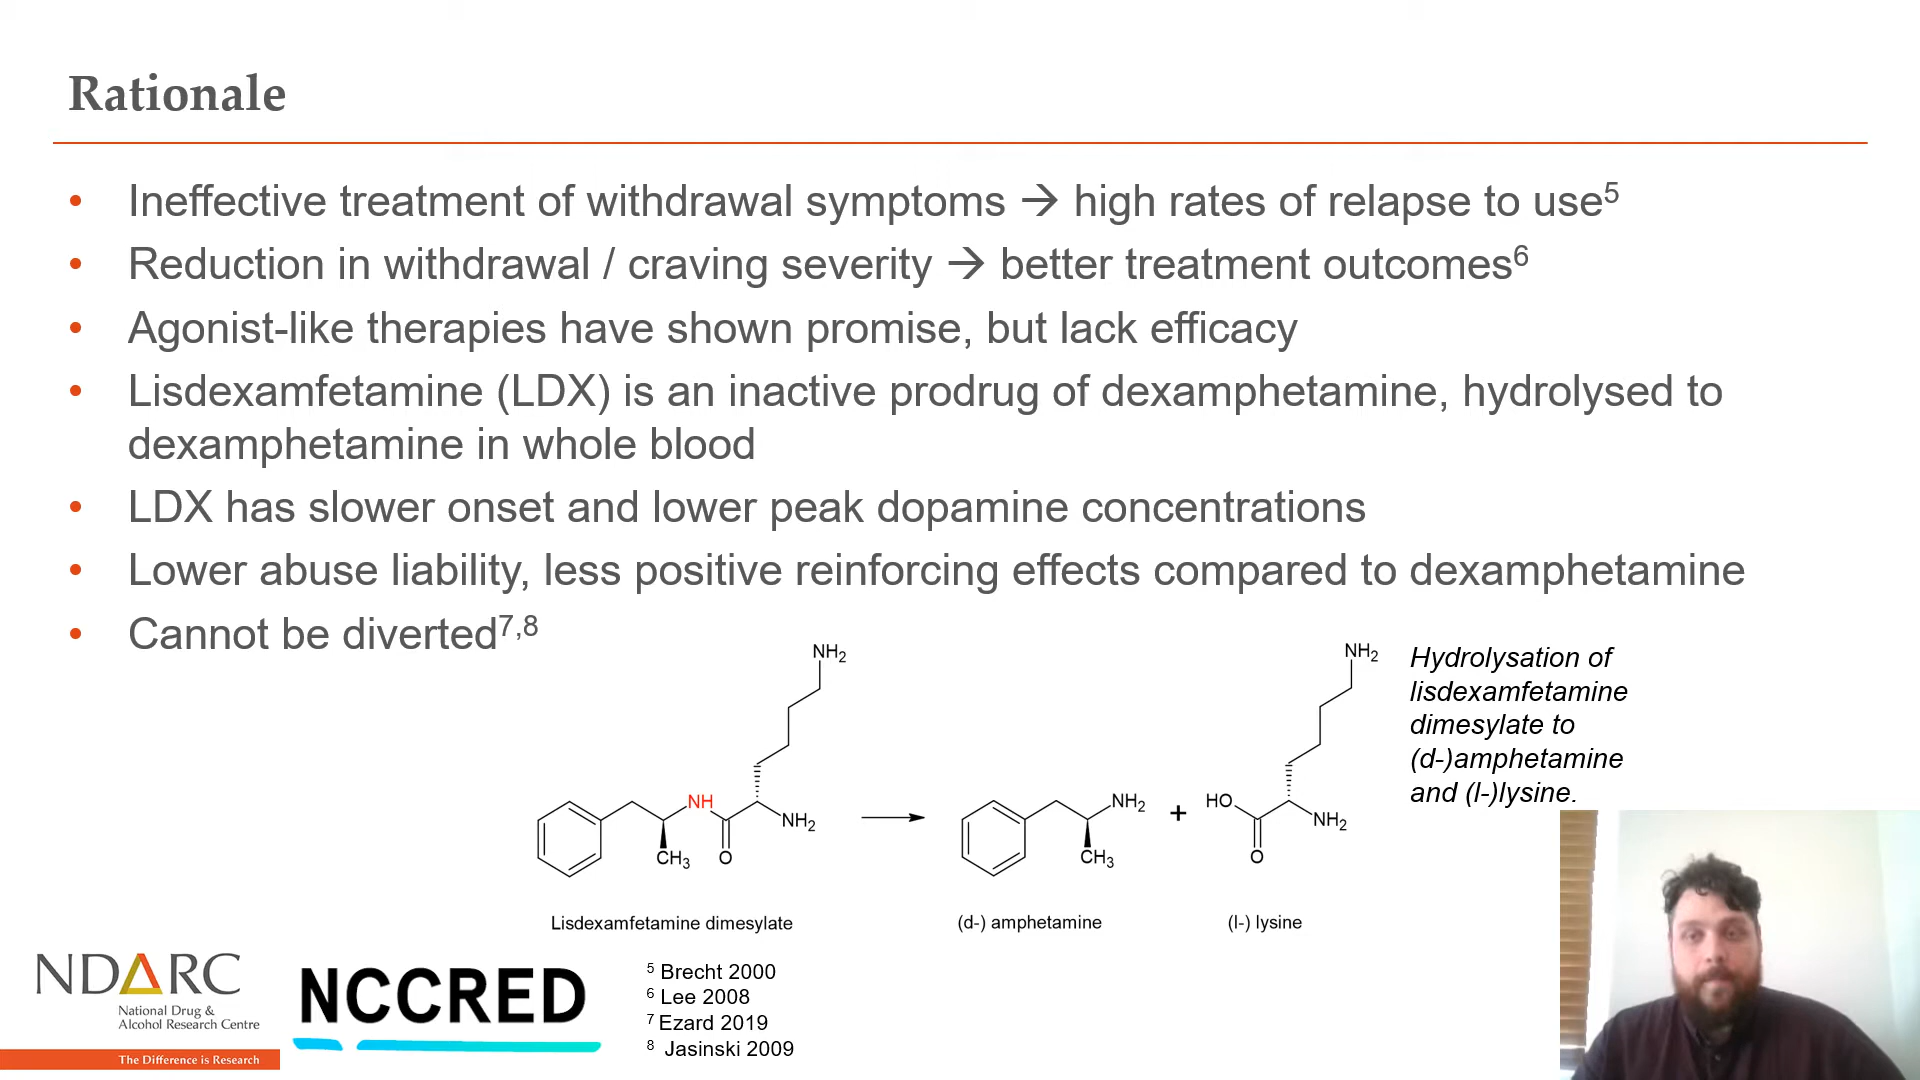 Rationale
• Ineffective treatment of withdrawal symptoms → high rates of relapse to use⁵
• Reduction in withdrawal / craving severity → better treatment outcomes⁶
• Agonist-like therapies have shown promise, but lack efficacy
• Lisdexamfetamine (LDX) is an inactive prodrug of dexamphetamine, hydrolysed to
dexamphetamine in whole blood
• LDX has slower onset and lower peak dopamine concentrations
• Lower abuse liability, less positive reinforcing effects compared to dexamphetamine
• Cannot be diverted⁷,⁸
NH₂
NH
NH₂
CH₃
O
Lisdexamfetamine dimesylate
NH₂
CH₃
(d-) amphetamine
+
NH₂
HO
NH₂
O
(l-) lysine
Hydrolysation of
lisdexamfetamine
dimesylate to
(d-)amphetamine
and (l-)lysine.
NDARC
National Drug &
Alcohol Research Centre
The Difference is Research
NCCRED
⁵ Brecht 2000
⁶ Lee 2008
⁷ Ezard 2019
⁸ Jasinski 2009